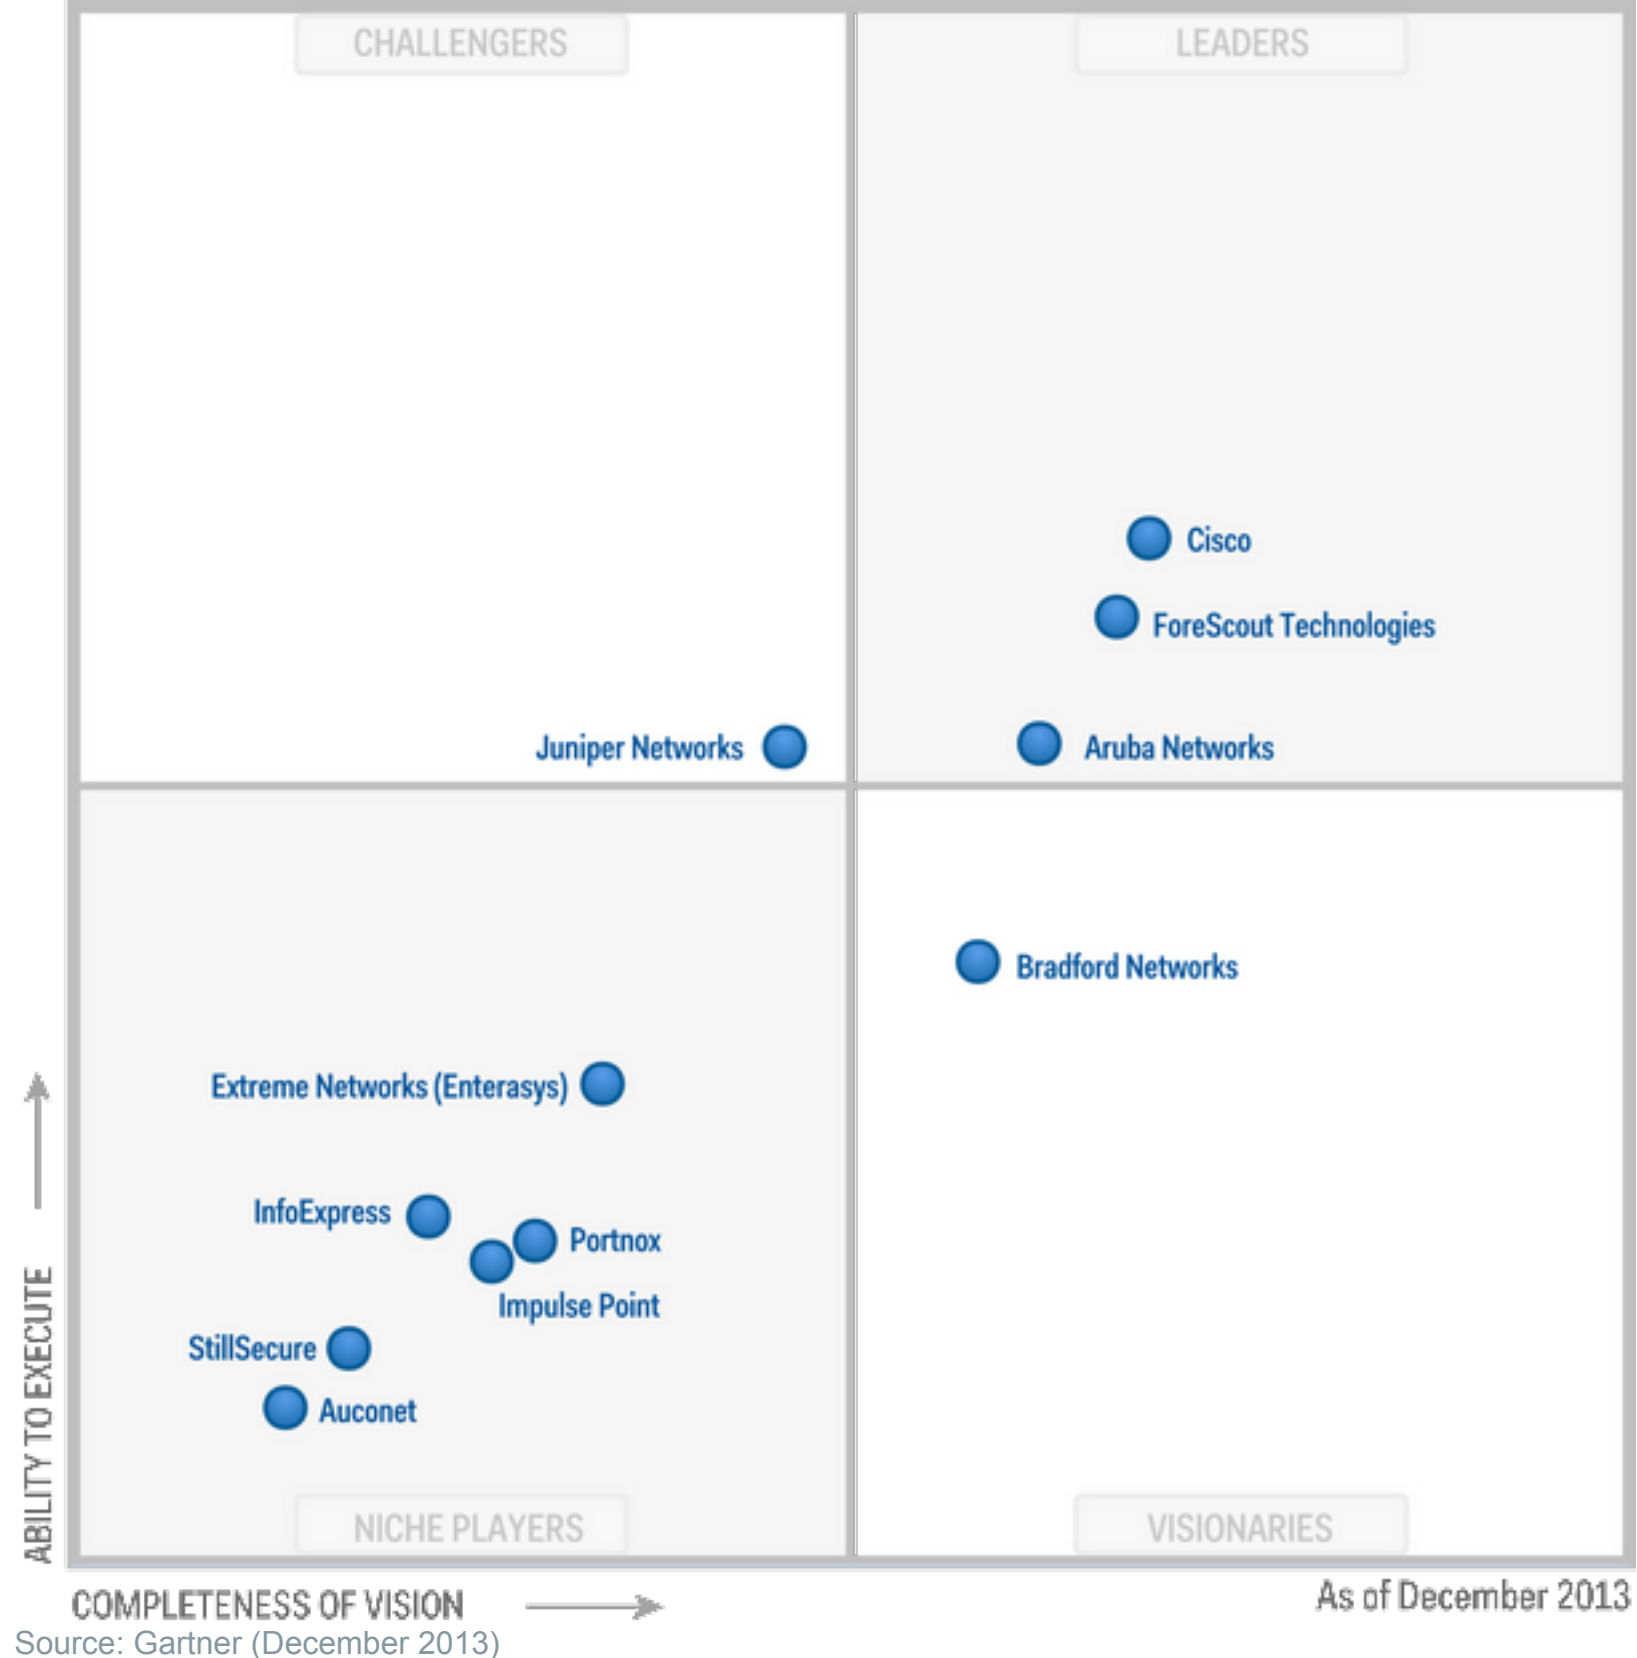 CHALLENGERS
LEADERS
Cisco
ForeScout Technologies
Juniper Networks
Aruba Networks
Bradford Networks
Extreme Networks (Enterasys)
InfoExpress
Portnox
Impulse Point
StillSecure
Auconet
NICHE PLAYERS
VISIONARIES
ABILITY TO EXECUTE
COMPLETENESS OF VISION
As of December 2013
Source: Gartner (December 2013)